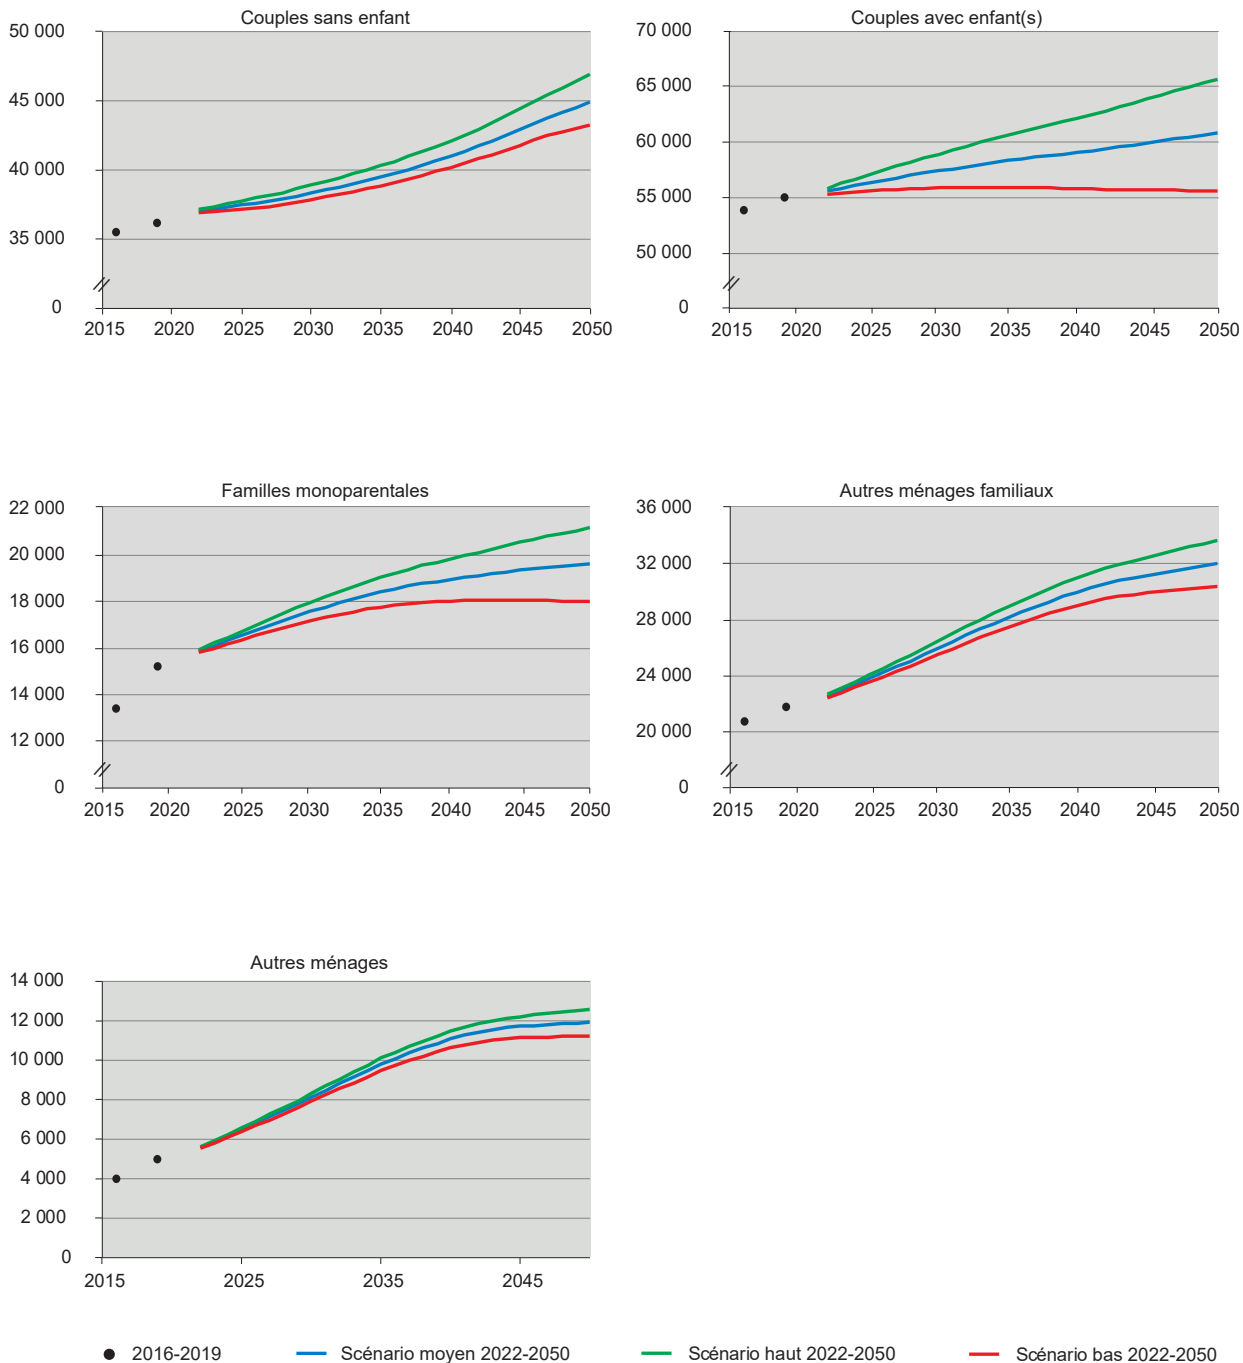 Couples sans enfant
50 000
45 000
40 000
35 000
0
2015 2020 2025 2030 2035 2040 2045 2050
Couples avec enfant(s)
70 000
65 000
60 000
55 000
50 000
0
2015 2020 2025 2030 2035 2040 2045 2050
Familles monoparentales
22 000
20 000
18 000
16 000
14 000
12 000
0
2015 2020 2025 2030 2035 2040 2045 2050
Autres ménages familiaux
36 000
32 000
28 000
24 000
20 000
0
2015 2020 2025 2030 2035 2040 2045 2050
Autres ménages
14 000
12 000
10 000
8 000
6 000
4 000
2 000
0
2015 2025 2035 2045
2016-2019 Scénario moyen 2022-2050 Scénario haut 2022-2050 Scénario bas 2022-2050